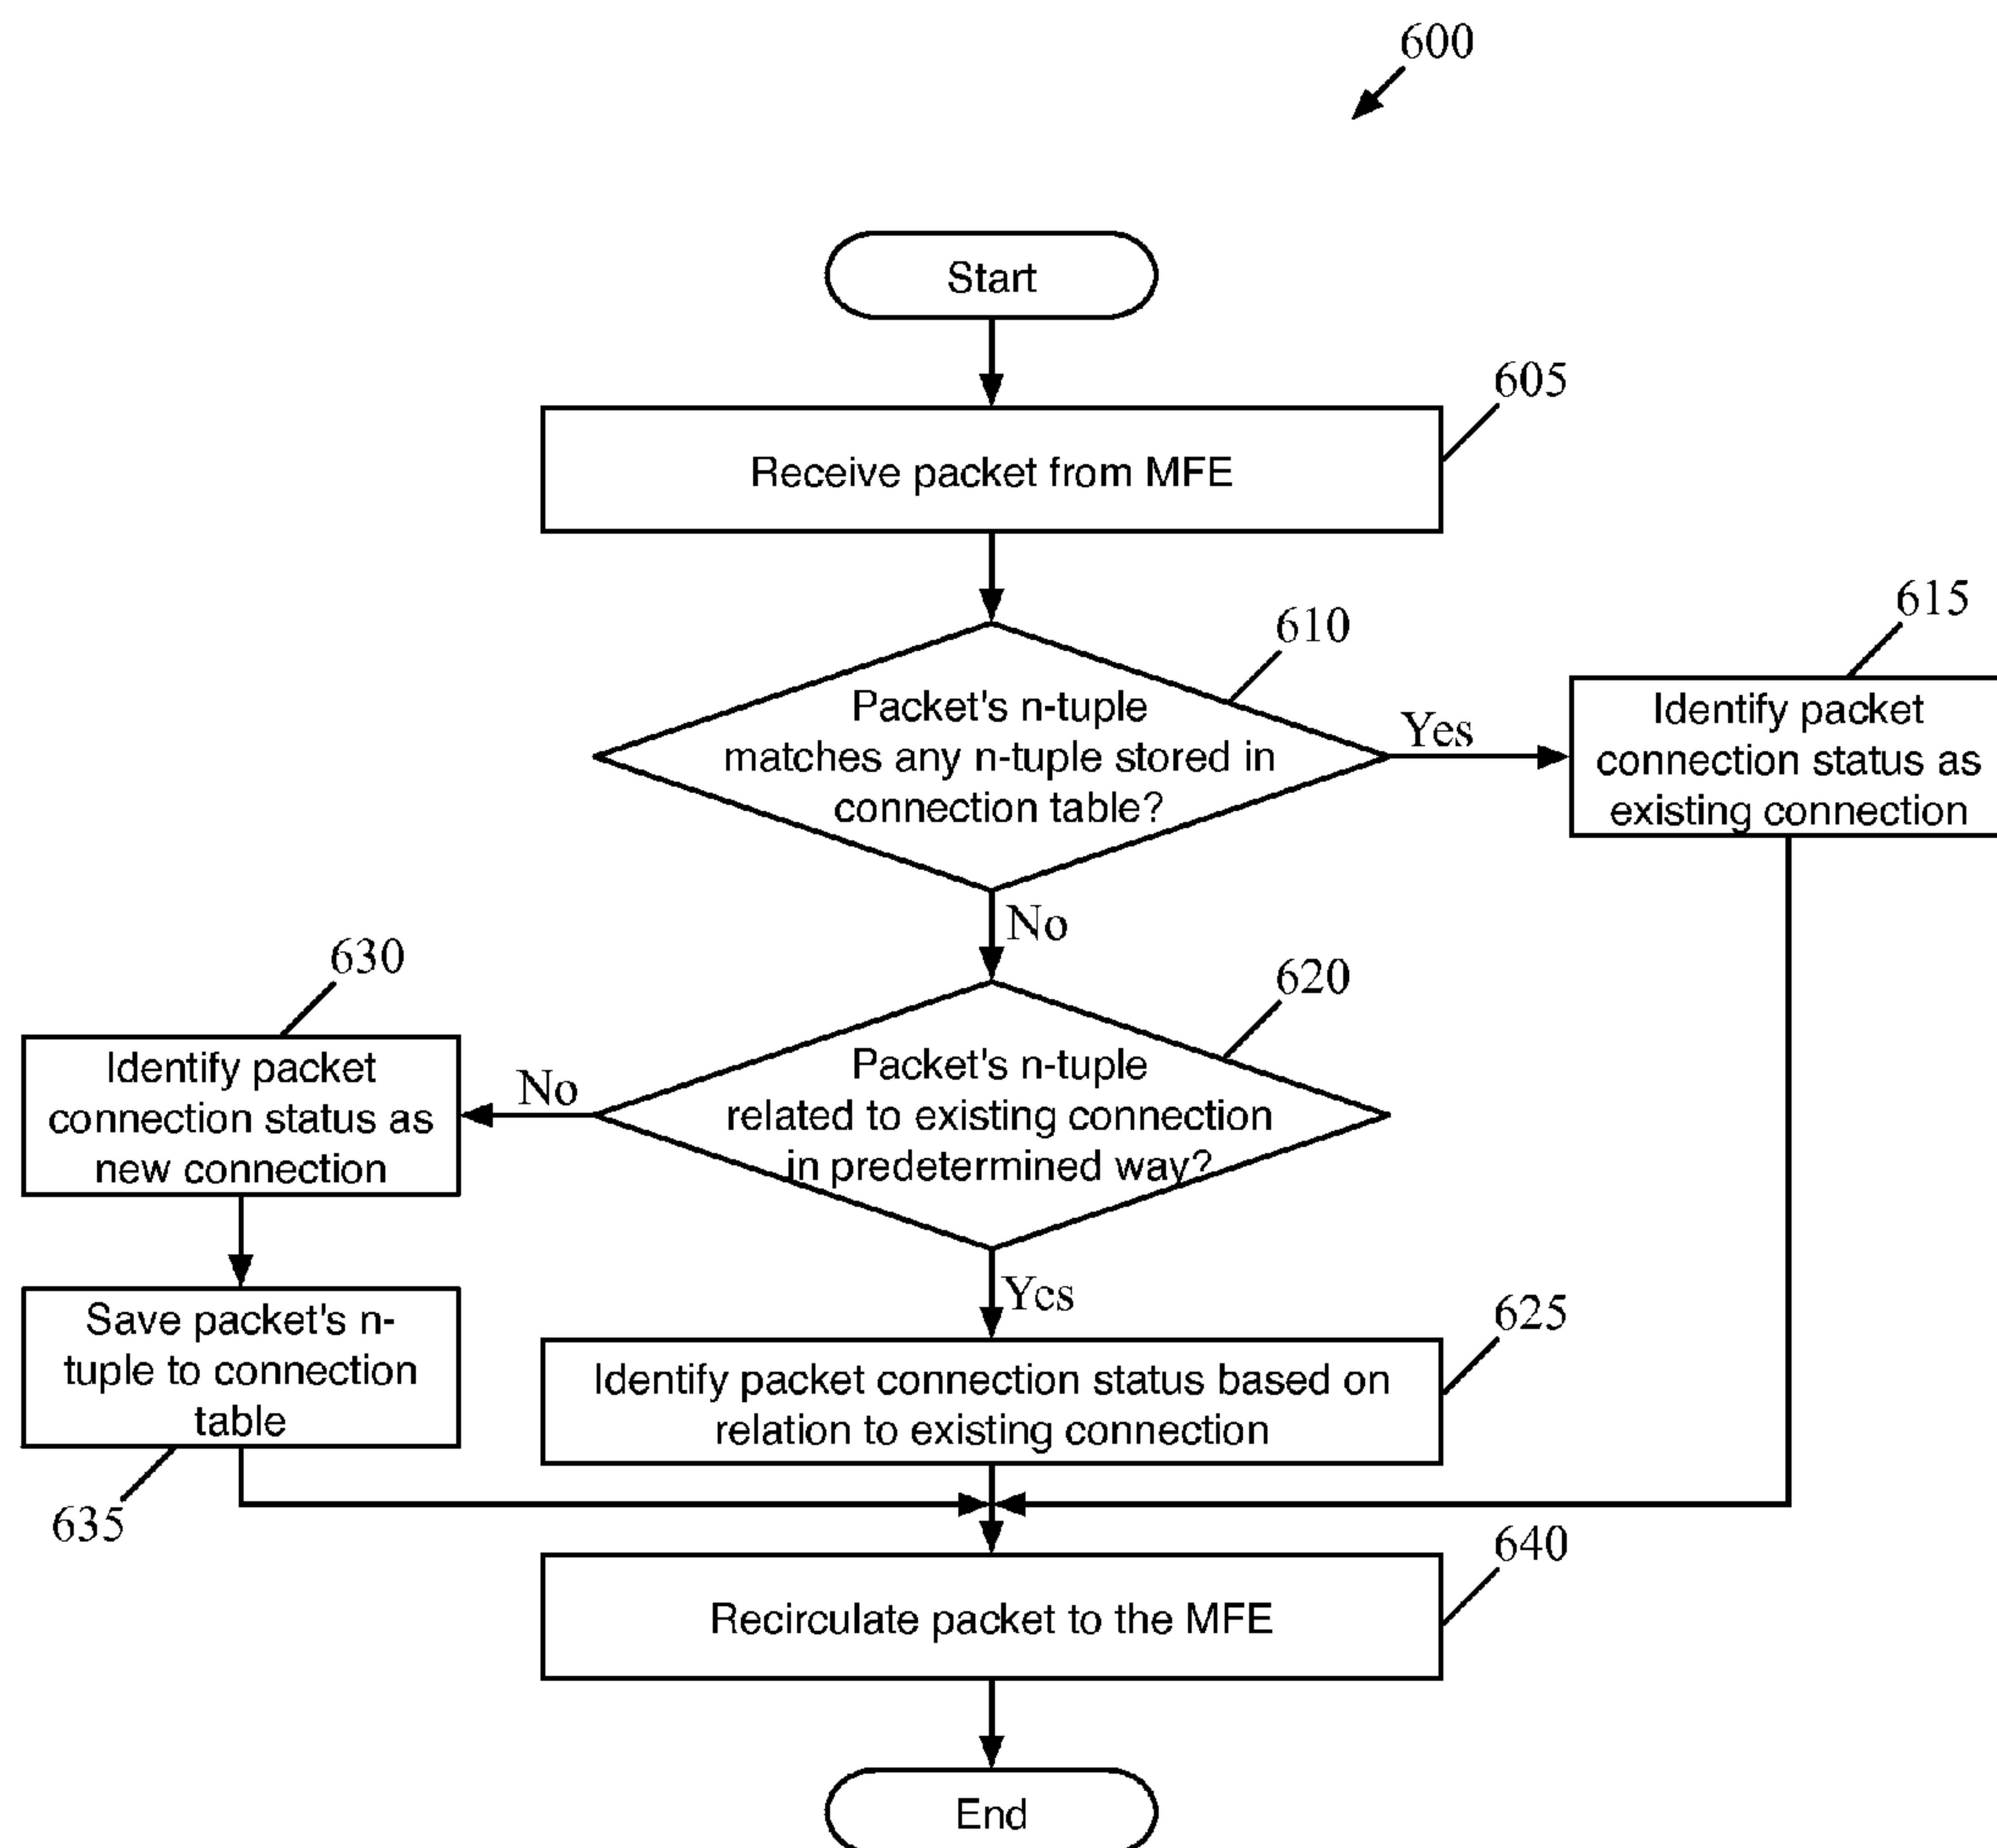 600
Start
605
Receive packet from MFE
610
Packet's n-tuple
matches any n-tuple stored in
connection table?
Yes
615
Identify packet
connection status as
existing connection
No
620
Packet's n-tuple
related to existing connection
in predetermined way?
No
630
Identify packet
connection status as
new connection
Save packet's n-
tuple to connection
table
635
Yes
625
Identify packet connection status based on
relation to existing connection
640
Recirculate packet to the MFE
End